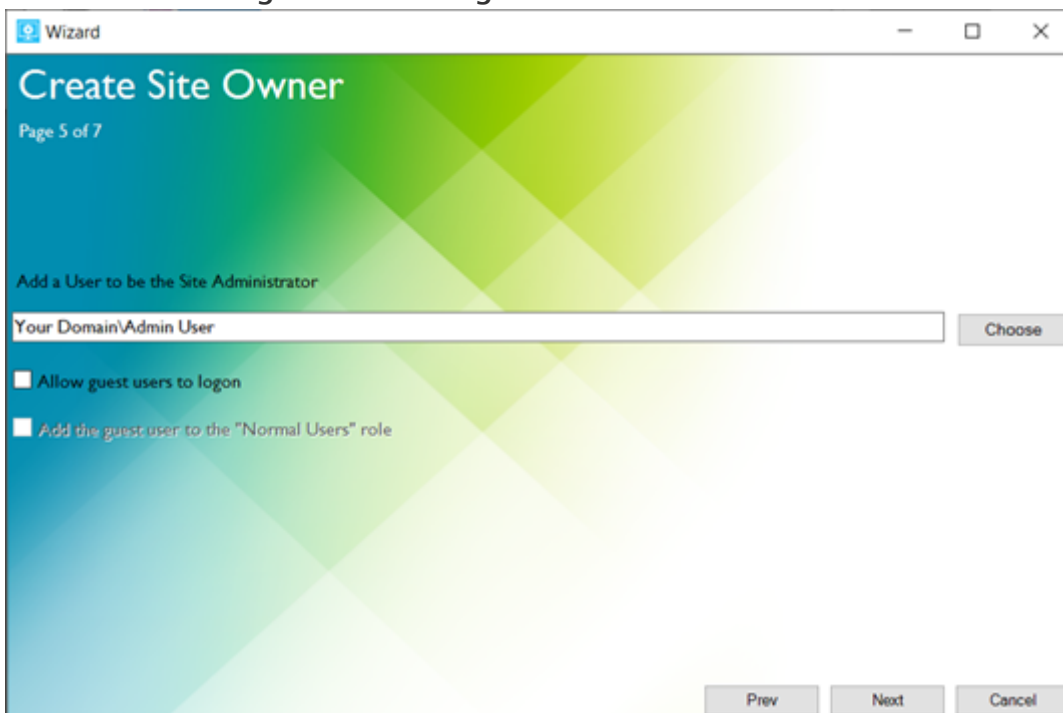 Wizard
Create Site Owner
Page 5 of 7
Add a User to be the Site Administrator
Your Domain\Admin User
Choose
Allow guest users to logon
Add the guest user to the "Normal Users" role
Prev Next Cancel